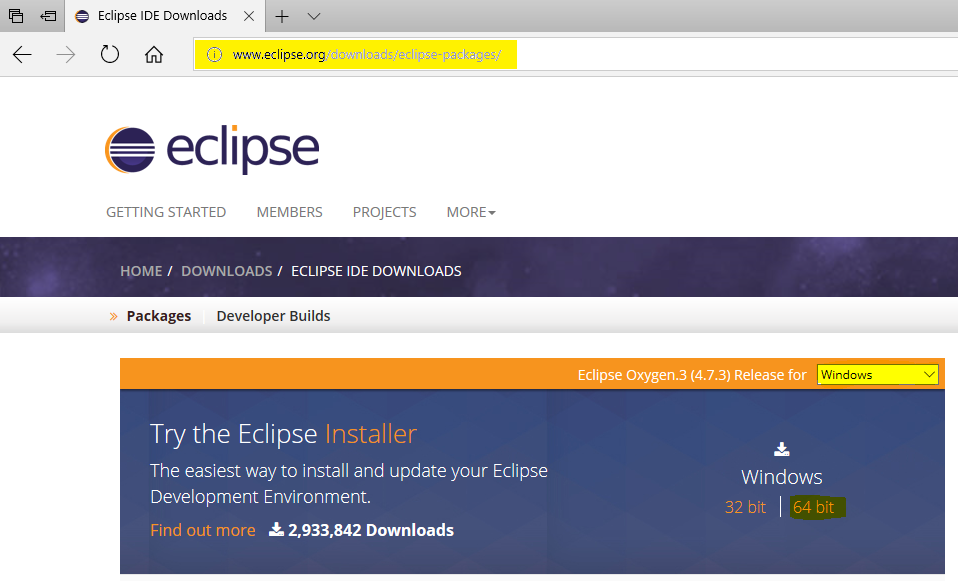 Eclipse IDE Downloads
www.eclipse.org/downloads/eclipse-packages/
eclipse
GETTING STARTED MEMBERS PROJECTS MORE
HOME / DOWNLOADS / ECLIPSE IDE DOWNLOADS
» Packages Developer Builds
Eclipse Oxygen.3 (4.7.3) Release for Windows
Try the Eclipse Installer
The easiest way to install and update your Eclipse
Development Environment.
Find out more 2,933,842 Downloads
Windows
32 bit | 64 bit